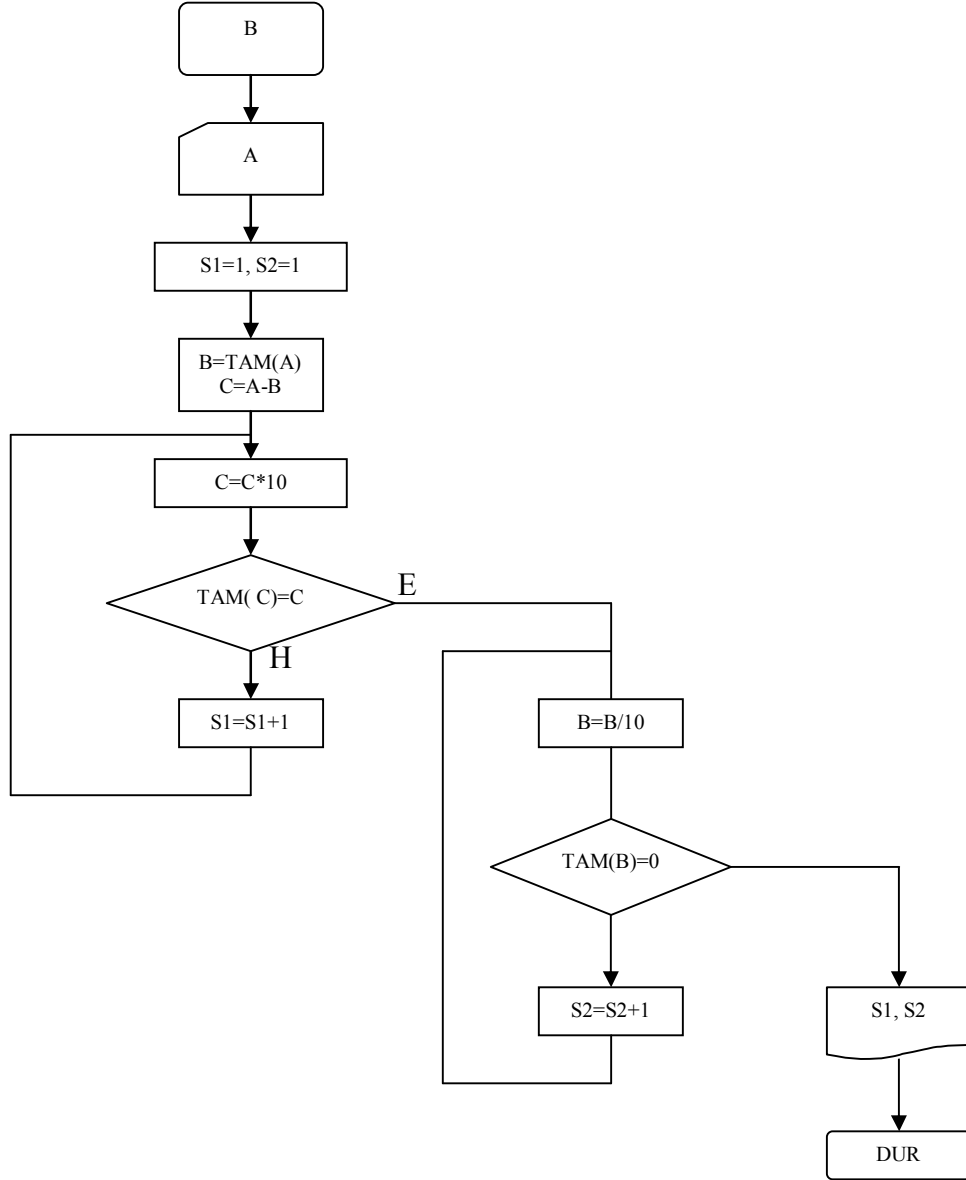 B
A
S1=1, S2=1
B=TAM(A)
C=A-B
C=C*10
TAM( C)=C
E
H
S1=S1+1
B=B/10
TAM(B)=0
S2=S2+1
S1, S2
DUR